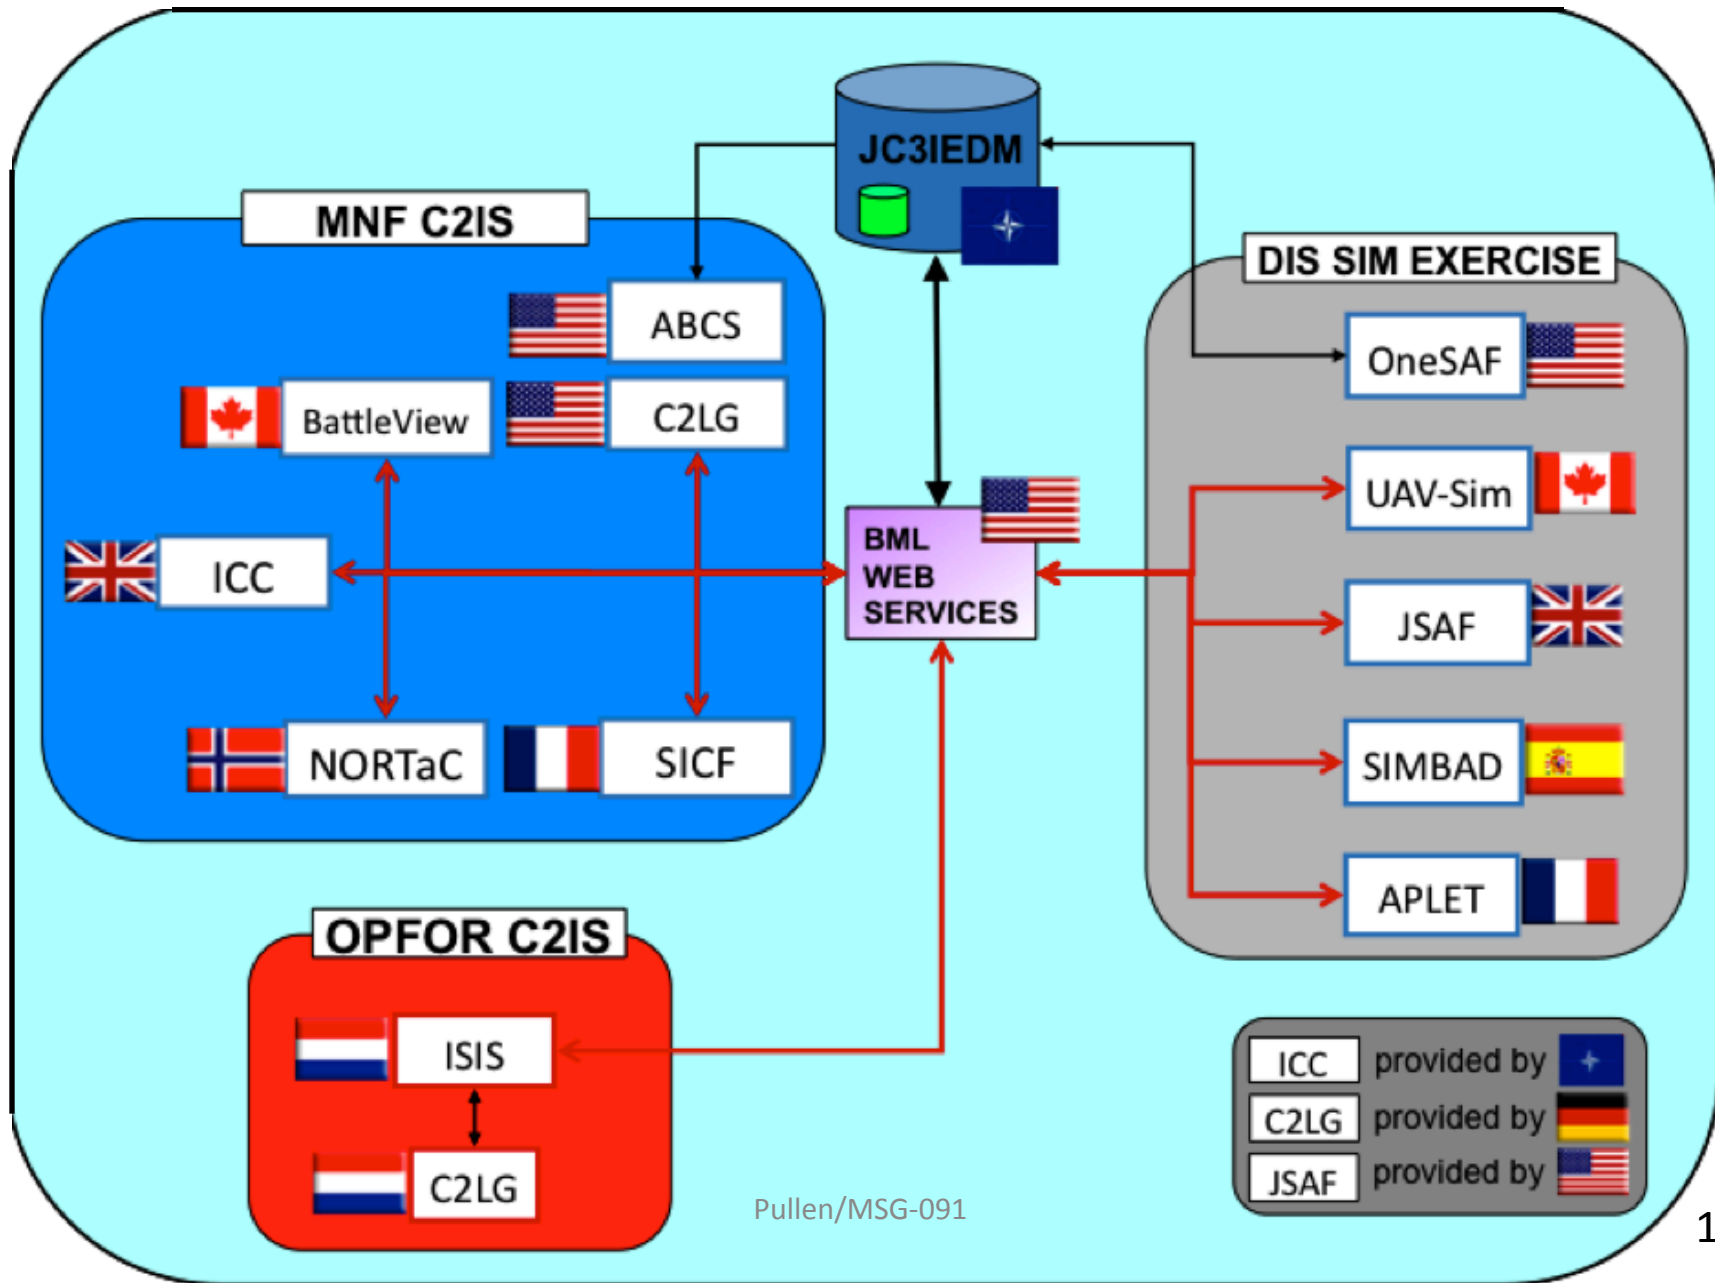 JC3IEDM
MNF C2IS
DIS SIM EXERCISE
ABCS
OneSAF
BattleView
C2LG
UAV-Sim
BML
WEB
SERVICES
ICC
JSAF
NORTaC
SICF
SIMBAD
APLET
OPFOR C2IS
ISIS
C2LG
ICC provided by
C2LG provided by
JSAF provided by
Pullen/MSG-091
1